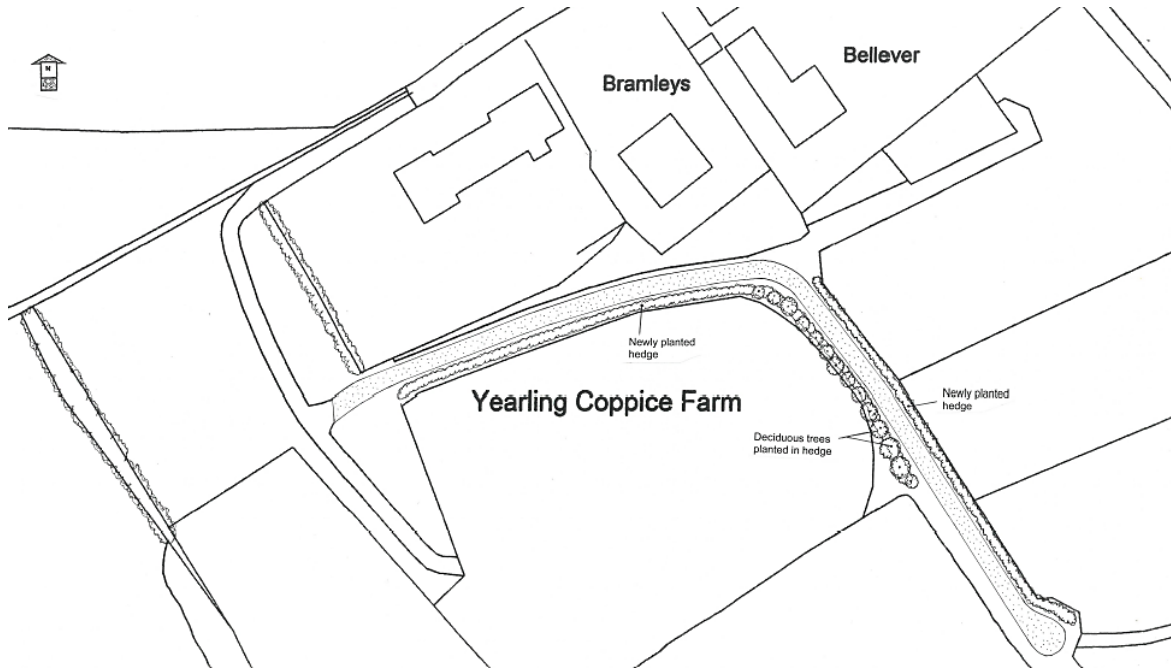 N
Bellever
Bramleys
Newly planted
hedge
Yearling Coppice Farm
Newly planted
hedge
Deciduous trees
planted in hedge